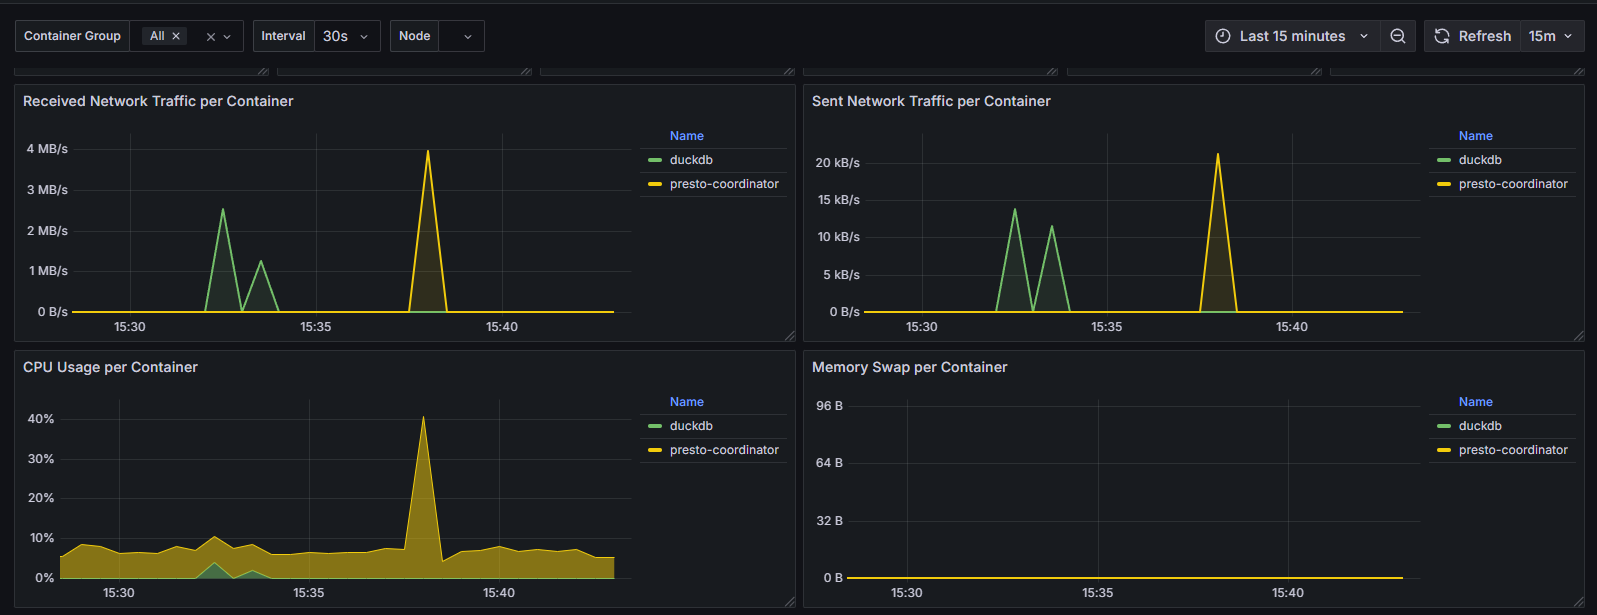 Container Group All × × Interval 30s Node Last 15 minutes Refresh 15m
Received Network Traffic per Container
4 MB/s
3 MB/s
2 MB/s
1 MB/s
0 B/s
15:30 15:35 15:40
Name
duckdb
presto-coordinator
Sent Network Traffic per Container
20 kB/s
15 kB/s
10 kB/s
5 kB/s
0 B/s
15:30 15:35 15:40
Name
duckdb
presto-coordinator
CPU Usage per Container
40%
30%
20%
10%
0%
15:30 15:35 15:40
Name
duckdb
presto-coordinator
Memory Swap per Container
96 B
64 B
32 B
0 B
15:30 15:35 15:40
Name
duckdb
presto-coordinator